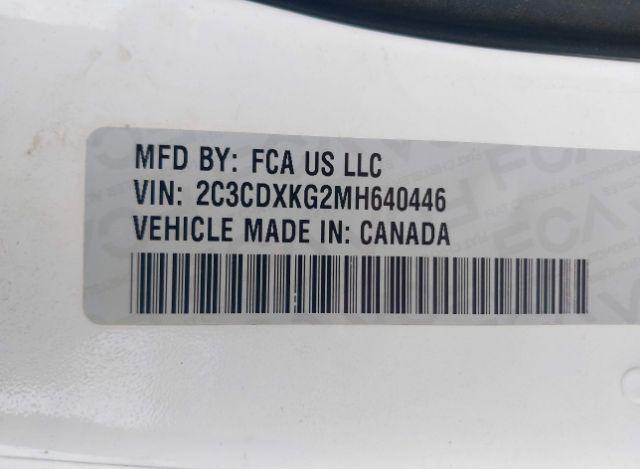 MFD BY: FCA US LLC
VIN: 2C3CDXKG2MH640446
VEHICLE MADE IN: CANADA